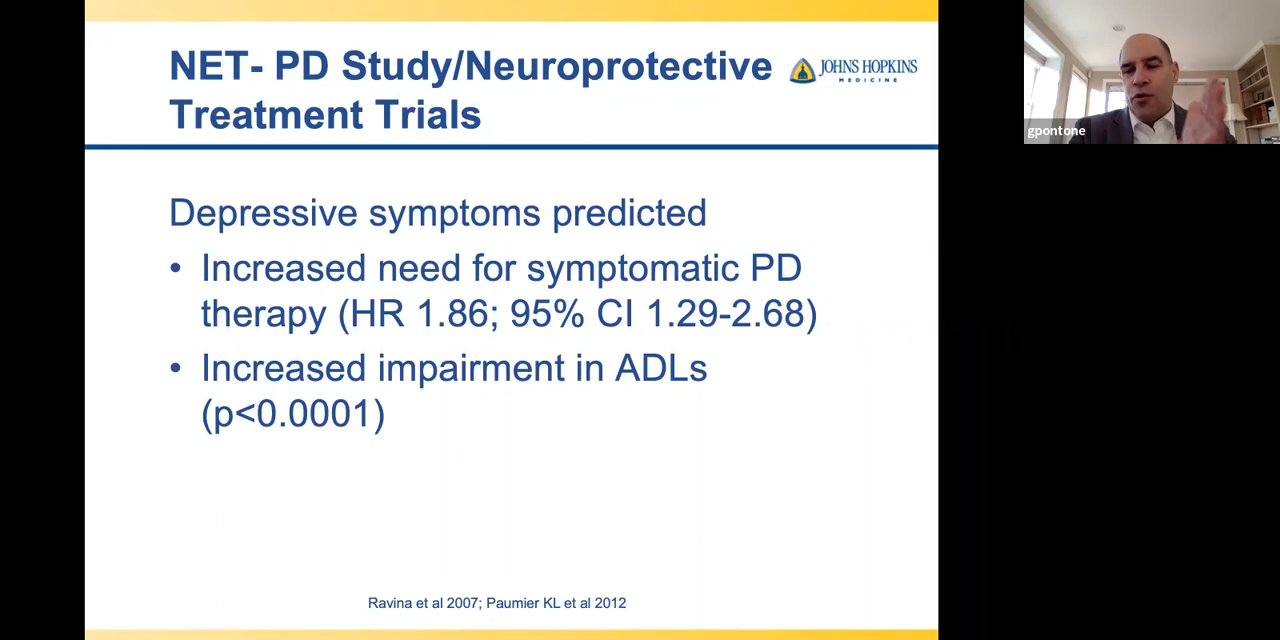 NET- PD Study/Neuroprotective
Treatment Trials
JOHNS HOPKINS
MEDICINE
gpontone
Depressive symptoms predicted
• Increased need for symptomatic PD
therapy (HR 1.86; 95% CI 1.29-2.68)
• Increased impairment in ADLs
(p<0.0001)
Ravina et al 2007; Paumier KL et al 2012